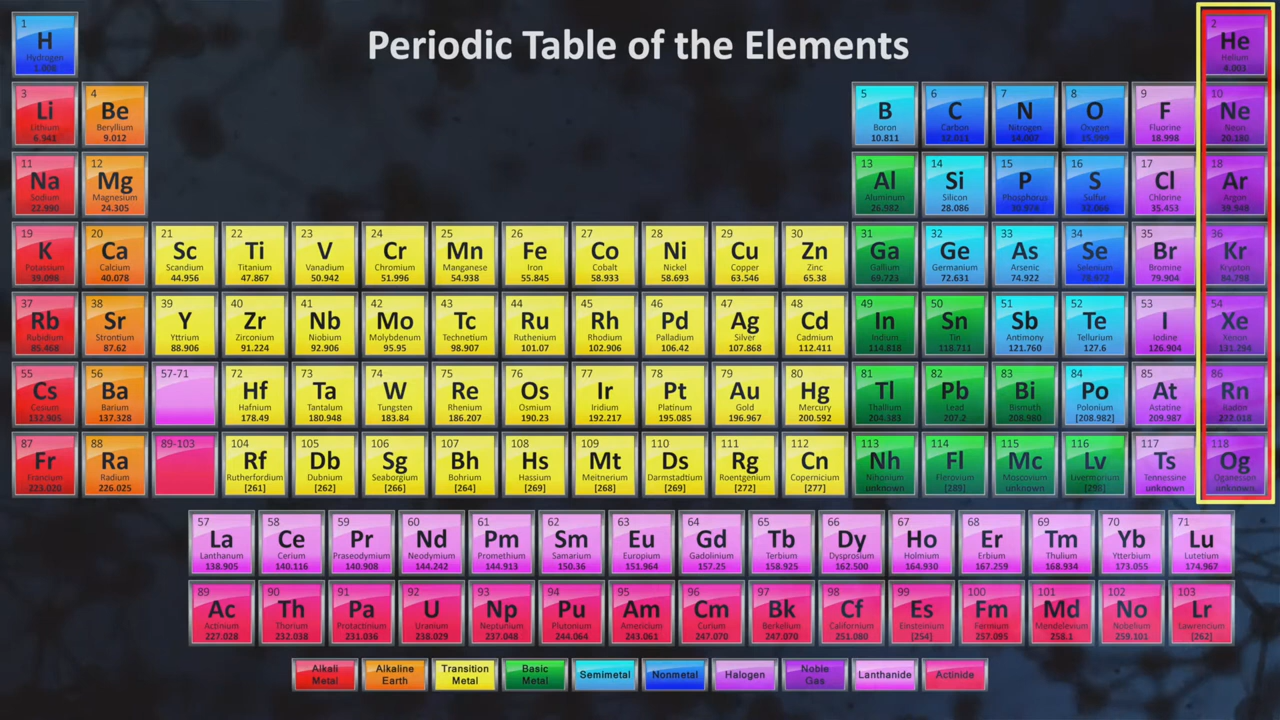 Periodic Table of the Elements
1
H
Hydrogen
1.008
2
He
Helium
4.003
3
Li
Lithium
6.941
4
Be
Beryllium
9.012
5
B
Boron
10.811
6
C
Carbon
12.011
7
N
Nitrogen
14.007
8
O
Oxygen
15.999
9
F
Fluorine
18.998
10
Ne
Neon
20.180
11
Na
Sodium
22.990
12
Mg
Magnesium
24.305
13
Al
Aluminum
26.982
14
Si
Silicon
28.086
15
P
Phosphorus
30.974
16
S
Sulfur
32.066
17
Cl
Chlorine
35.453
18
Ar
Argon
39.948
19
K
Potassium
39.098
20
Ca
Calcium
40.078
21
Sc
Scandium
44.956
22
Ti
Titanium
47.867
23
V
Vanadium
50.942
24
Cr
Chromium
51.996
25
Mn
Manganese
54.938
26
Fe
Iron
55.845
27
Co
Cobalt
58.933
28
Ni
Nickel
58.693
29
Cu
Copper
63.546
30
Zn
Zinc
65.38
31
Ga
Gallium
69.723
32
Ge
Germanium
72.631
33
As
Arsenic
74.922
34
Se
Selenium
78.972
35
Br
Bromine
79.904
36
Kr
Krypton
84.798
37
Rb
Rubidium
85.468
38
Sr
Strontium
87.62
39
Y
Yttrium
88.906
40
Zr
Zirconium
91.224
41
Nb
Niobium
92.906
42
Mo
Molybdenum
95.95
43
Tc
Technetium
98.907
44
Ru
Ruthenium
101.07
45
Rh
Rhodium
102.906
46
Pd
Palladium
106.42
47
Ag
Silver
107.868
48
Cd
Cadmium
112.411
49
In
Indium
114.818
50
Sn
Tin
118.711
51
Sb
Antimony
121.760
52
Te
Tellurium
127.6
53
I
Iodine
126.904
54
Xe
Xenon
131.294
55
Cs
Cesium
132.905
56
Ba
Barium
137.328
57-71
72
Hf
Hafnium
178.49
73
Ta
Tantalum
180.948
74
W
Tungsten
183.84
75
Re
Rhenium
186.207
76
Os
Osmium
190.23
77
Ir
Iridium
192.217
78
Pt
Platinum
195.085
79
Au
Gold
196.967
80
Hg
Mercury
200.592
81
Tl
Thallium
204.383
82
Pb
Lead
207.2
83
Bi
Bismuth
208.980
84
Po
Polonium
[208.982]
85
At
Astatine
209.987
86
Rn
Radon
222.018
87
Fr
Francium
223.020
88
Ra
Radium
226.025
89-103
104
Rf
Rutherfordium
[261]
105
Db
Dubnium
[262]
106
Sg
Seaborgium
[266]
107
Bh
Bohrium
[264]
108
Hs
Hassium
[269]
109
Mt
Meitnerium
[268]
110
Ds
Darmstadtium
[269]
111
Rg
Roentgenium
[272]
112
Cn
Copernicium
[277]
113
Nh
Nihonium
unknown
114
Fl
Flerovium
[289]
115
Mc
Moscovium
unknown
116
Lv
Livermorium
[298]
117
Ts
Tennessine
unknown
118
Og
Oganesson
unknown
57
La
Lanthanum
138.905
58
Ce
Cerium
140.116
59
Pr
Praseodymium
140.908
60
Nd
Neodymium
144.242
61
Pm
Promethium
144.913
62
Sm
Samarium
150.36
63
Eu
Europium
151.964
64
Gd
Gadolinium
157.25
65
Tb
Terbium
158.925
66
Dy
Dysprosium
162.500
67
Ho
Holmium
164.930
68
Er
Erbium
167.259
69
Tm
Thulium
168.934
70
Yb
Ytterbium
173.055
71
Lu
Lutetium
174.967
89
Ac
Actinium
227.028
90
Th
Thorium
232.038
91
Pa
Protactinium
231.036
92
U
Uranium
238.029
93
Np
Neptunium
237.048
94
Pu
Plutonium
244.064
95
Am
Americium
243.061
96
Cm
Curium
247.070
97
Bk
Berkelium
247.070
98
Cf
Californium
251.080
99
Es
Einsteinium
[254]
100
Fm
Fermium
257.095
101
Md
Mendelevium
258.1
102
No
Nobelium
259.101
103
Lr
Lawrencium
[262]
Alkali
Metal
Alkaline
Earth
Transition
Metal
Basic
Metal
Semimetal
Nonmetal
Halogen
Noble
Gas
Lanthanide
Actinide